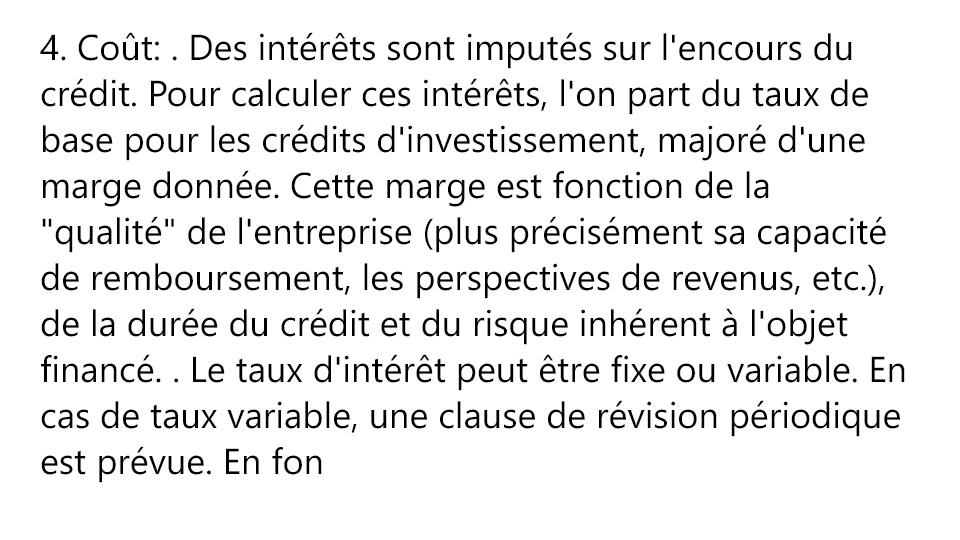 4. Coût: . Des intérêts sont imputés sur l'encours du
crédit. Pour calculer ces intérêts, l'on part du taux de
base pour les crédits d'investissement, majoré d'une
marge donnée. Cette marge est fonction de la
"qualité" de l'entreprise (plus précisément sa capacité
de remboursement, les perspectives de revenus, etc.),
de la durée du crédit et du risque inhérent à l'objet
financé. . Le taux d'intérêt peut être fixe ou variable. En
cas de taux variable, une clause de révision périodique
est prévue. En fon